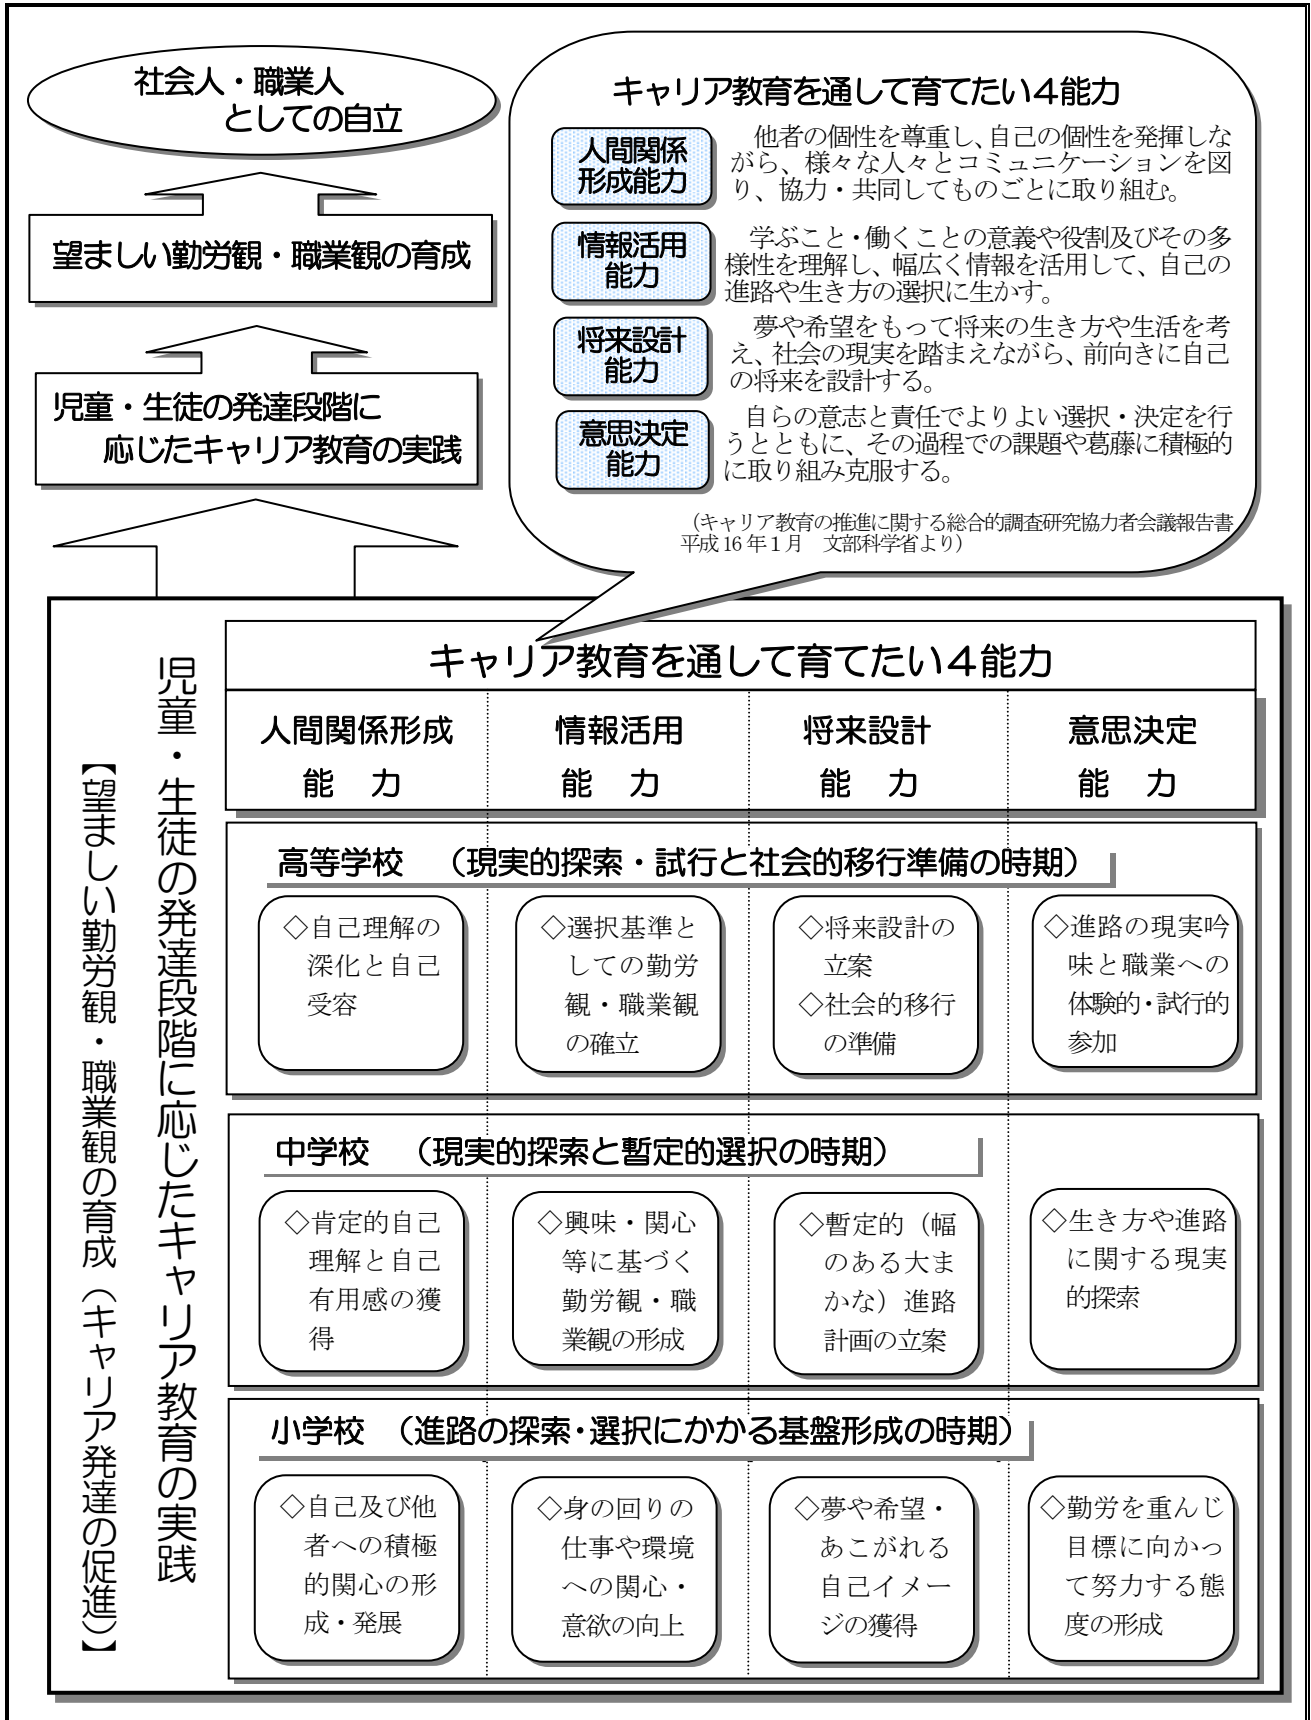 社会人・職業人
としての自立
望ましい勤労観・職業観の育成
児童・生徒の発達段階に
応じたキャリア教育の実践
キャリア教育を通して育てたい４能力
人間関係
形成能力
他者の個性を尊重し、自己の個性を発揮しな
がら、様々な人々とコミュニケーションを図
り、協力・共同してものごとに取り組む。
情報活用
能力
学ぶこと・働くことの意義や役割及びその多
様性を理解し、幅広く情報を活用して、自己の
進路や生き方の選択に生かす。
将来設計
能力
夢や希望をもって将来の生き方や生活を考
え、社会の現実を踏まえながら、前向きに自己
の将来を設計する。
意思決定
能力
自らの意志と責任でよりよい選択・決定を行
うとともに、その過程での課題や葛藤に積極的
に取り組み克服する。
（キャリア教育の推進に関する総合的調査研究協力者会議報告書
平成16年１月　文部科学省より）
児童・生徒の発達段階に応じたキャリア教育の実践
【望ましい勤労観・職業観の育成（キャリア発達の促進）】
キャリア教育を通して育てたい４能力
人間関係形成
能　力
情報活用
能　力
将来設計
能　力
意思決定
能　力
高等学校　（現実的探索・試行と社会的移行準備の時期）
◇自己理解の
深化と自己
受容
◇選択基準と
しての勤労
観・職業観
の確立
◇将来設計の
立案
◇社会的移行
の準備
◇進路の現実吟
味と職業への
体験的・試行的
参加
中学校　（現実的探索と暫定的選択の時期）
◇肯定的自己
理解と自己
有用感の獲
得
◇興味・関心
等に基づく
勤労観・職
業観の形成
◇暫定的（幅
のある大ま
かな）進路
計画の立案
◇生き方や進路
に関する現実
的探索
小学校　（進路の探索・選択にかかる基盤形成の時期）
◇自己及び他
者への積極
的関心の形
成・発展
◇身の回りの
仕事や環境
への関心・
意欲の向上
◇夢や希望・
あこがれる
自己イメー
ジの獲得
◇勤労を重んじ
目標に向かっ
て努力する態
度の形成